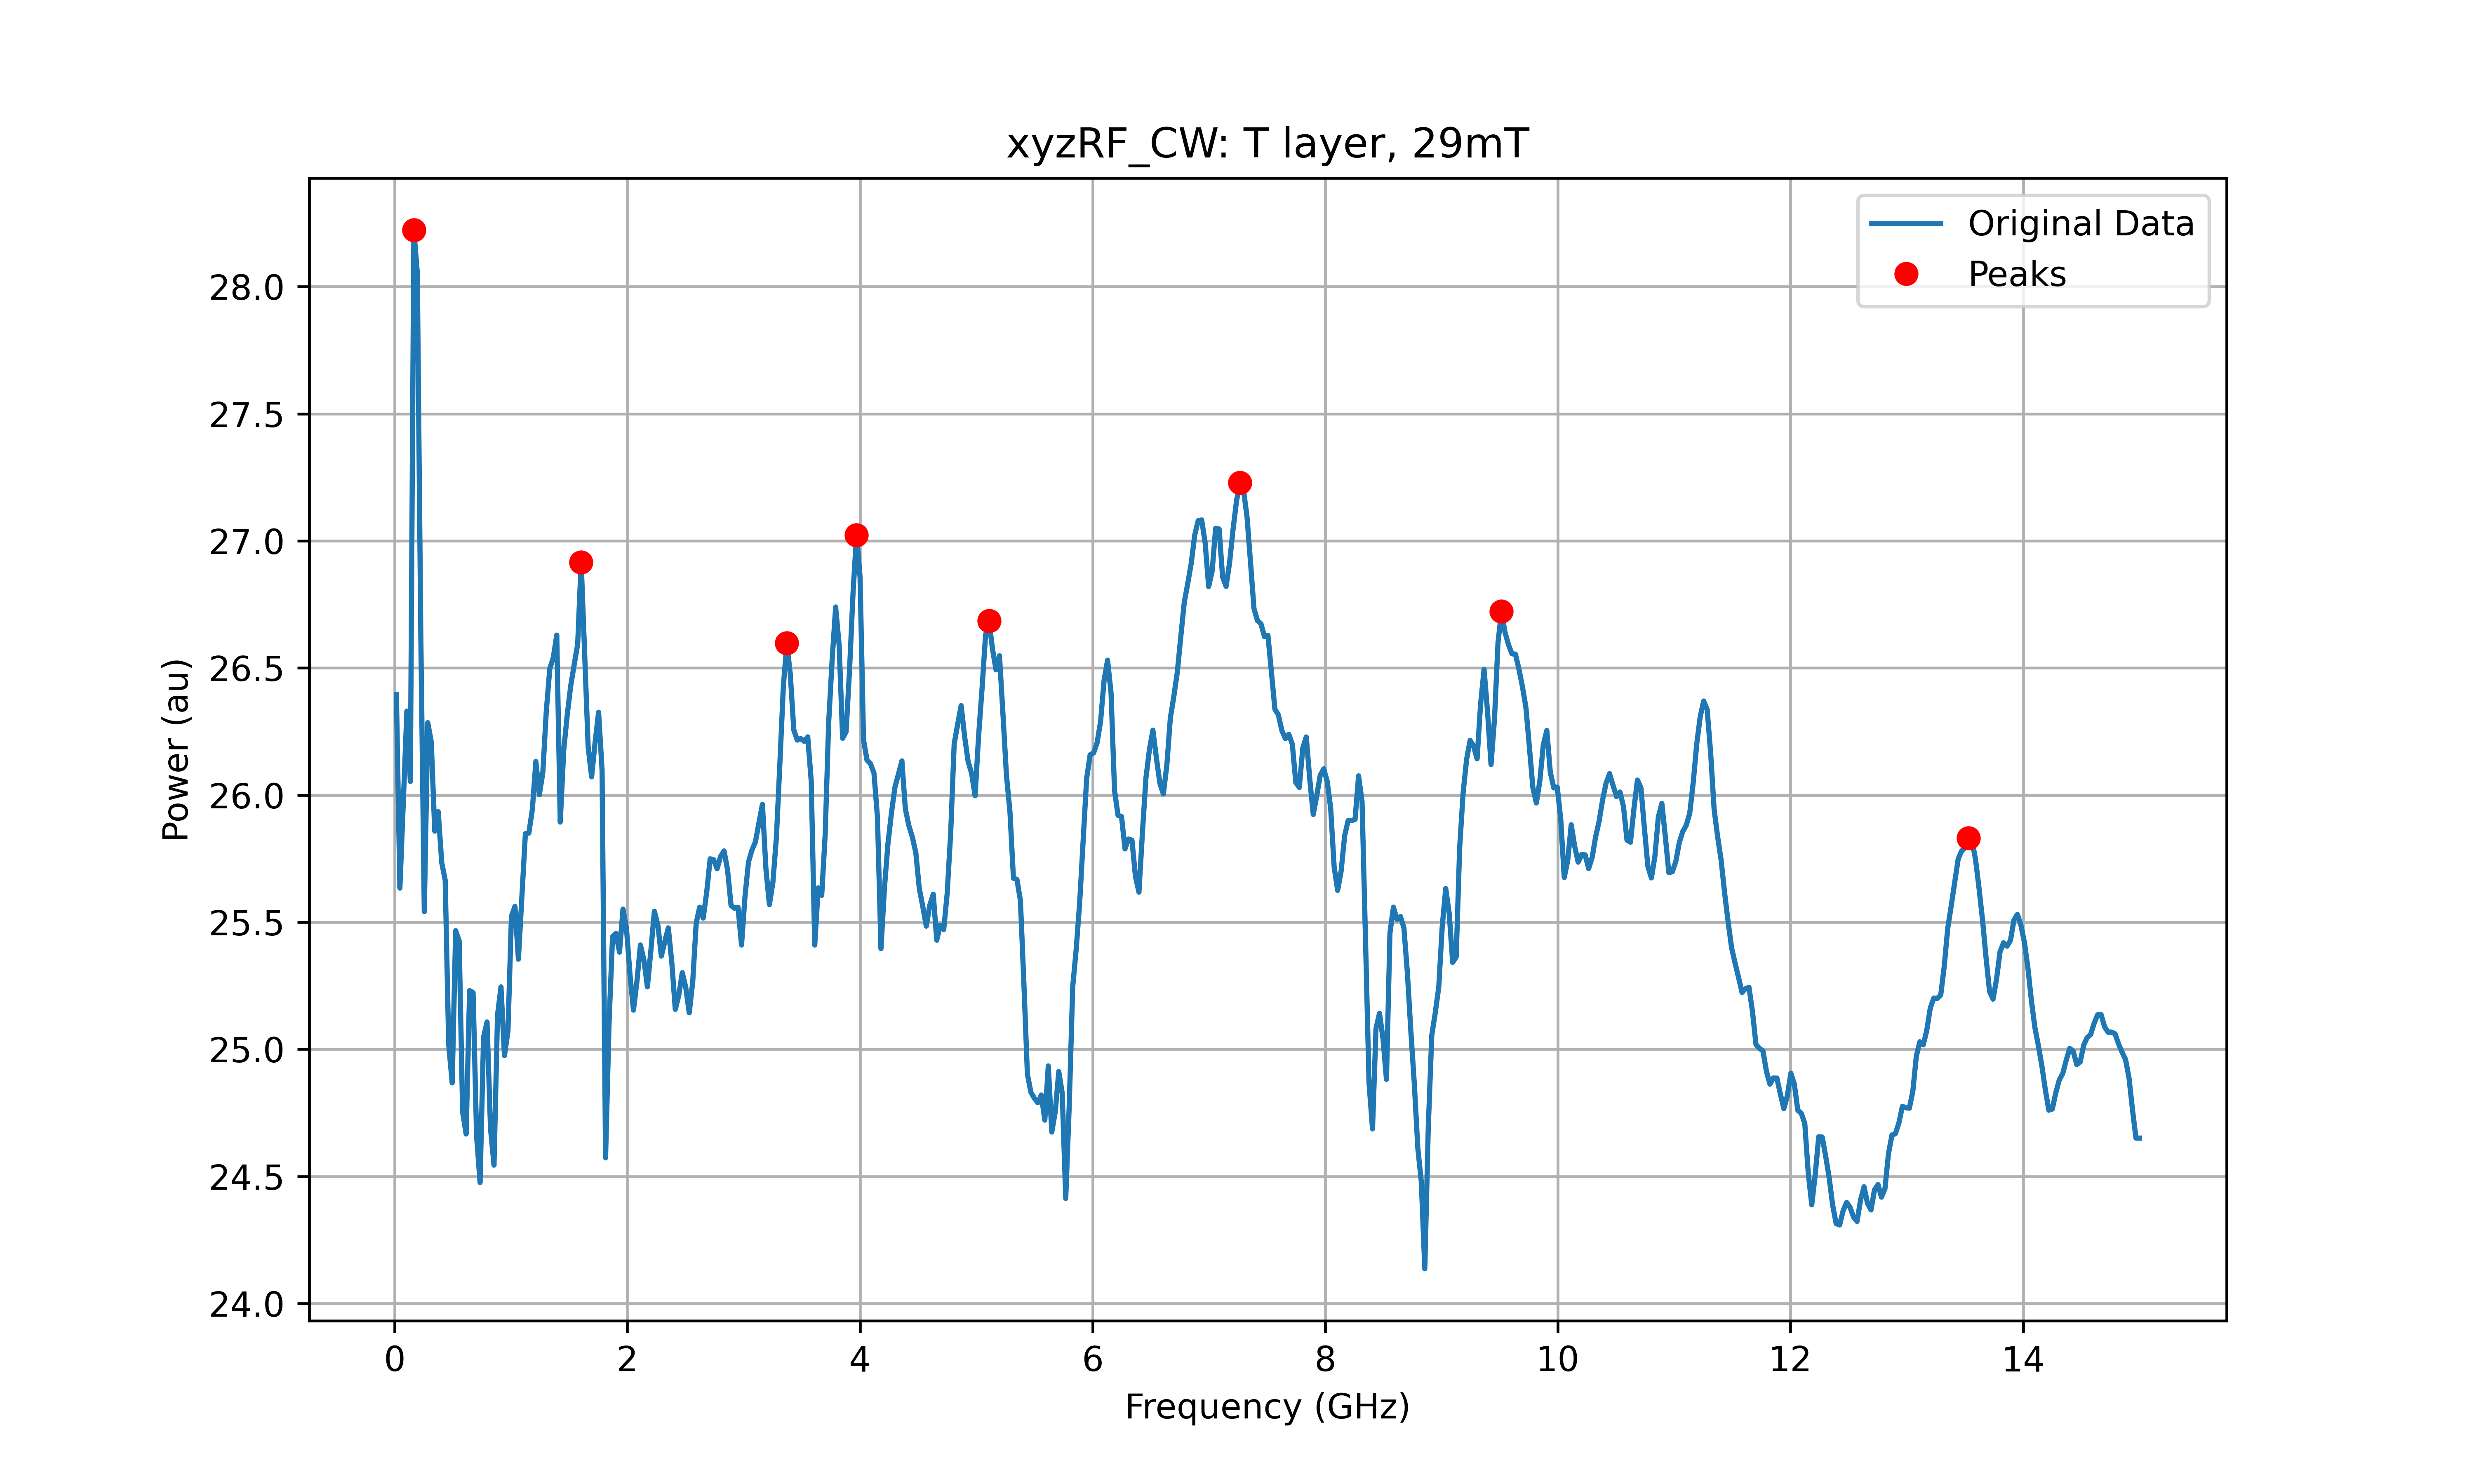 xyzRF_CW: T layer, 29mT
Original Data
Peaks
28.0
27.5
27.0
26.5
26.0
25.5
25.0
24.5
24.0
Power (au)
0 2 4 6 8 10 12 14
Frequency (GHz)